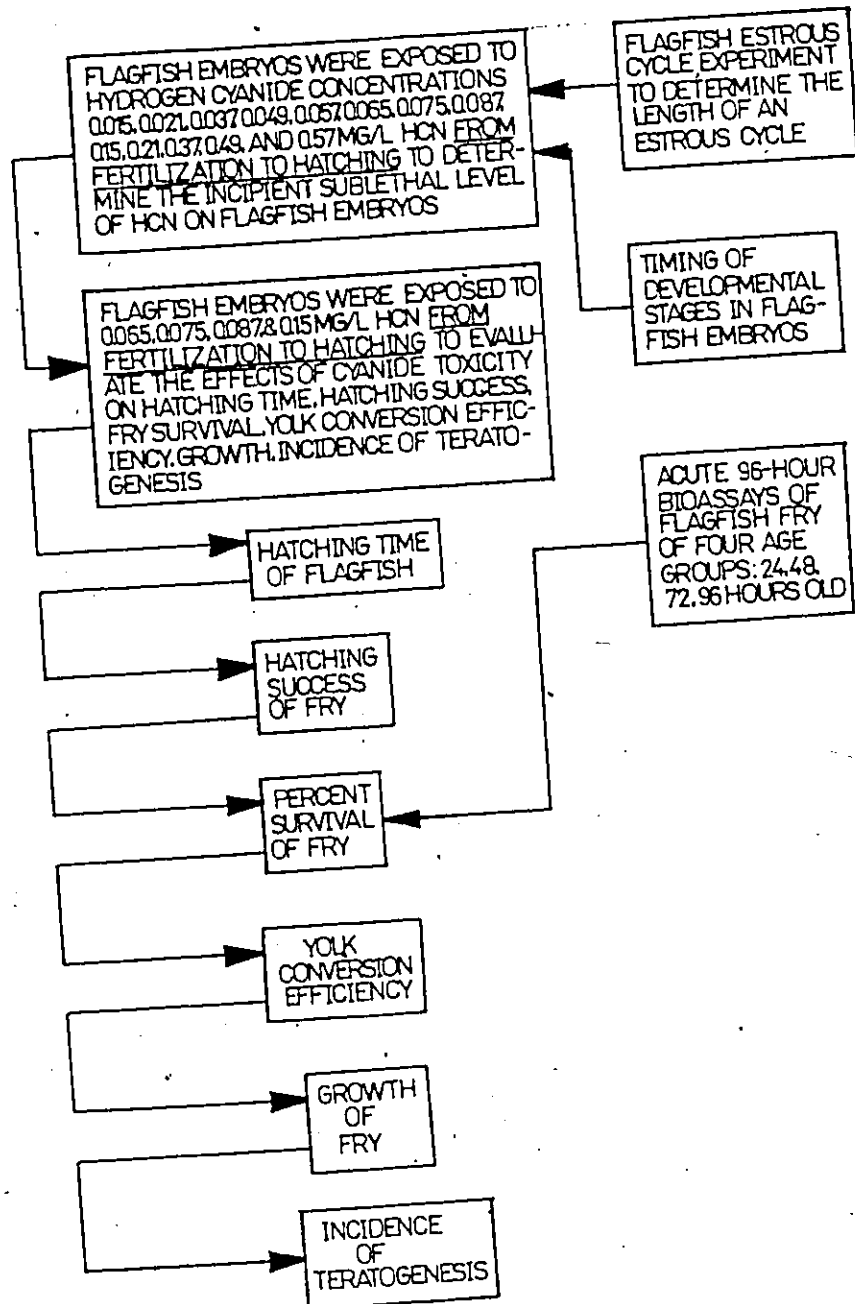 FLAGFISH EMBRYOS WERE EXPOSED TO
HYDROGEN CYANIDE CONCENTRATIONS
0.015, 0.021, 0.037, 0.049, 0.057, 0.065, 0.075, 0.087,
0.15, 0.21, 0.37, 0.49, AND 0.57 MG/L HCN FROM
FERTILIZATION TO HATCHING TO DETER-
MINE THE INCIPIENT SUBLETHAL LEVEL
OF HCN ON FLAGFISH EMBRYOS
FLAGFISH ESTROUS
CYCLE EXPERIMENT
TO DETERMINE THE
LENGTH OF AN
ESTROUS CYCLE
TIMING OF
DEVELOPMENTAL
STAGES IN FLAG-
FISH EMBRYOS
FLAGFISH EMBRYOS WERE EXPOSED TO
0.065, 0.075, 0.087, & 0.15 MG/L HCN FROM
FERTILIZATION TO HATCHING TO EVALU-
ATE THE EFFECTS OF CYANIDE TOXICITY
ON HATCHING TIME, HATCHING SUCCESS,
FRY SURVIVAL, YOLK CONVERSION EFFIC-
IENCY, GROWTH, INCIDENCE OF TERATO-
GENESIS
ACUTE 96-HOUR
BIOASSAYS OF
FLAGFISH FRY
OF FOUR AGE
GROUPS: 24, 48,
72, 96 HOURS OLD
HATCHING TIME
OF FLAGFISH
HATCHING
SUCCESS
OF FRY
PERCENT
SURVIVAL
OF FRY
YOLK
CONVERSION
EFFICIENCY
GROWTH
OF
FRY
INCIDENCE
OF
TERATOGENESIS